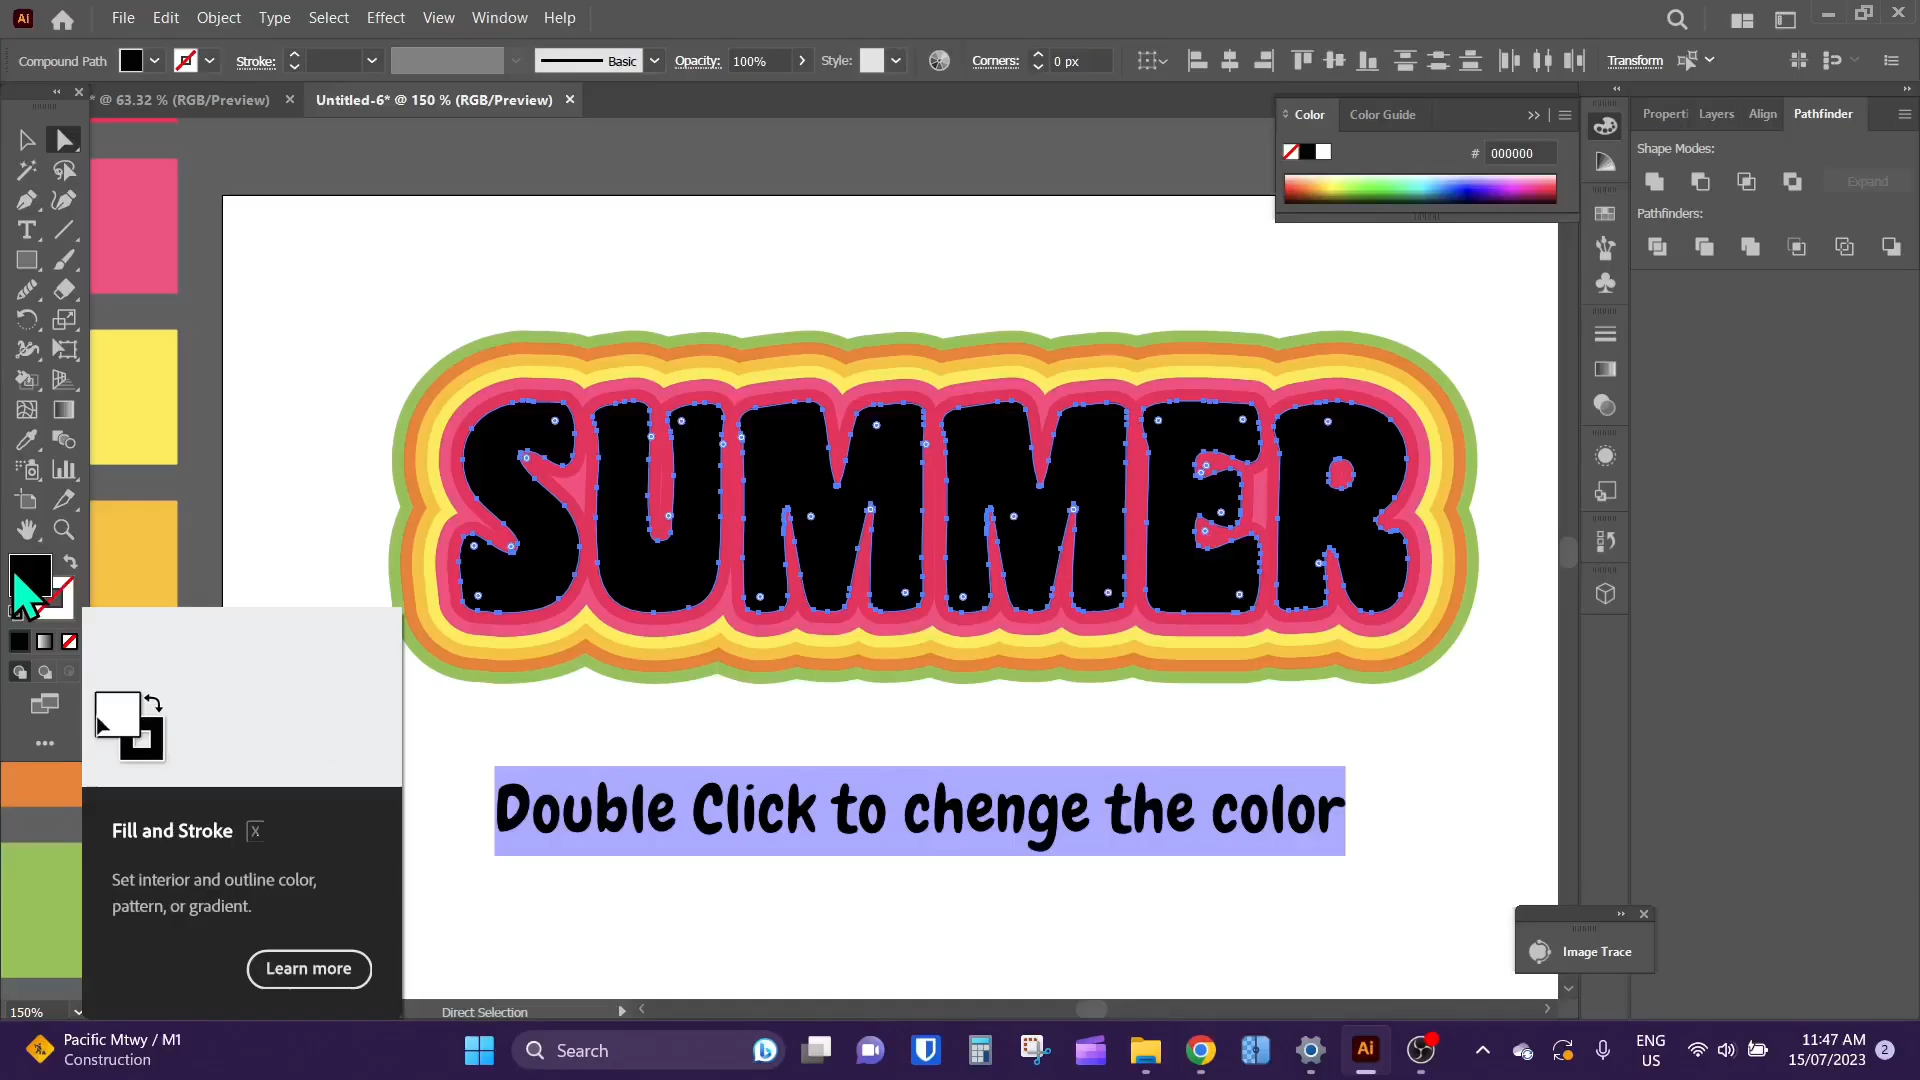 Ai File Edit Object Type Select Effect View Window Help
Compound Path Stroke: Basic Opacity: 100% Style: Corners: 0 px Transform
* @ 63.32 % (RGB/Preview) Untitled-6* @ 150 % (RGB/Preview)
Color Color Guide
# 000000
Properti Layers Align Pathfinder
Shape Modes:
Expand
Pathfinders:
SUMMER
Double Click to chenge the color
Fill and Stroke X
Set interior and outline color,
pattern, or gradient.
Learn more
Image Trace
150% Direct Selection
Pacific Mtwy / M1
Construction
Search
Ai
ENG
US
11:47 AM
15/07/2023
2